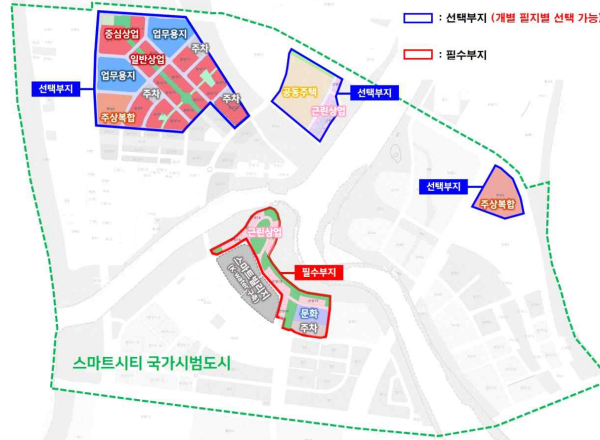 : 선택부지 (개별 필지별 선택 가능)
: 필수부지
중심상업
업무용지
주차
일반상업
선택부지
업무용지
주차
주차
주상복합
공동주택
선택부지
근린상업
선택부지
주상복합
근린상업
스마트빌리지
(K-water 구축)
필수부지
문화
주차
스마트시티 국가시범도시